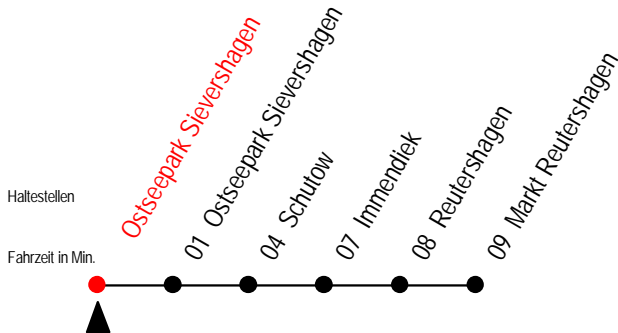 Haltestellen
Fahrzeit in Min.
Ostseepark Sievershagen
01 Ostseepark Sievershagen
04 Schutow
07 Immendiek
08 Reutershagen
09 Markt Reutershagen